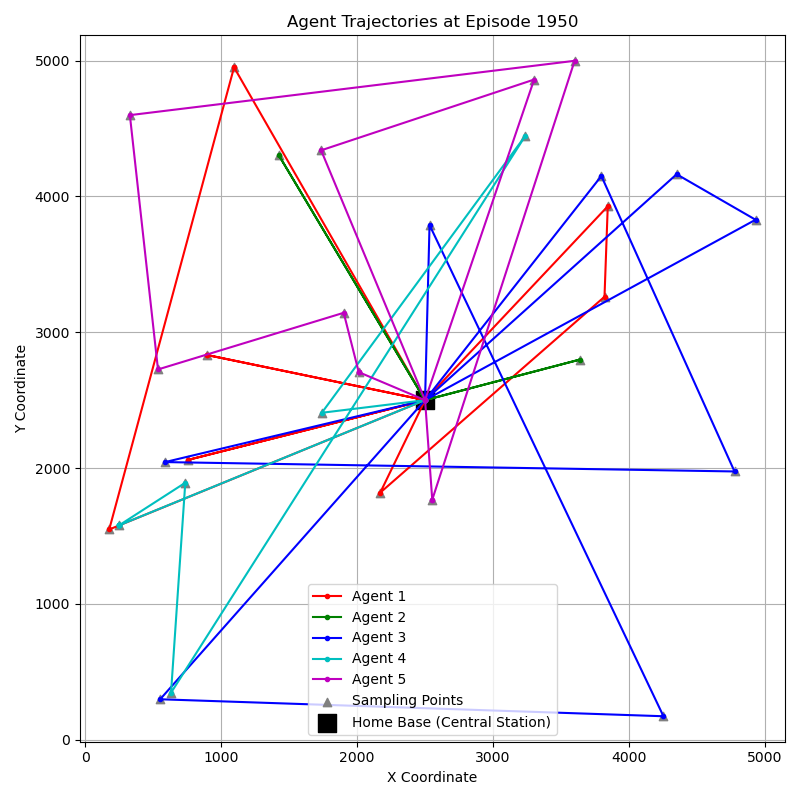 Agent Trajectories at Episode 1950
Y Coordinate
5000
4000
3000
2000
1000
0
Agent 1
Agent 2
Agent 3
Agent 4
Agent 5
Sampling Points
Home Base (Central Station)
0 1000 2000 3000 4000 5000
X Coordinate